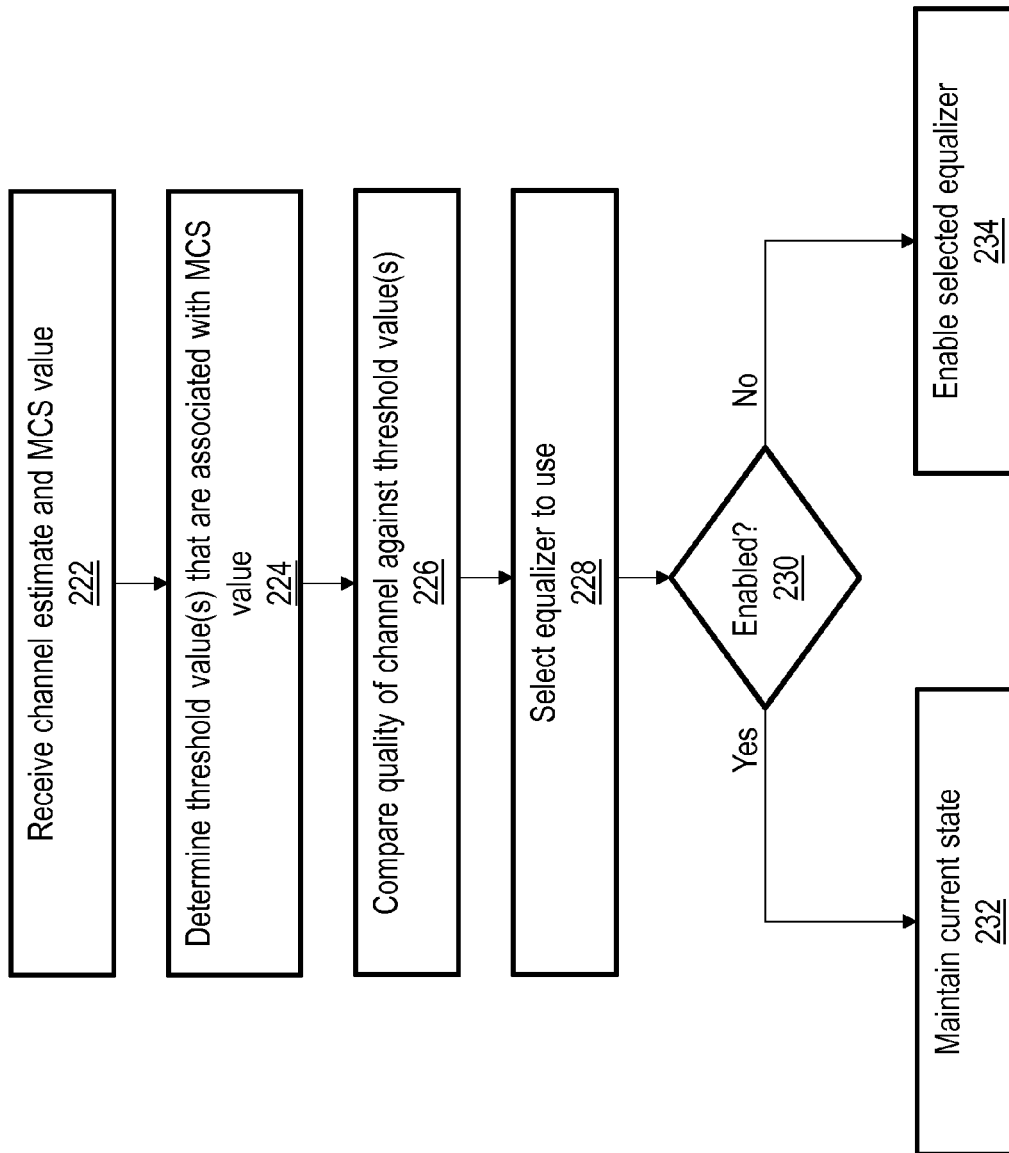 Receive channel estimate and MCS value
222
Determine threshold value(s) that are associated with MCS
value
224
Compare quality of channel against threshold value(s)
226
Select equalizer to use
228
Enabled?
230
Yes
No
Maintain current state
232
Enable selected equalizer
234